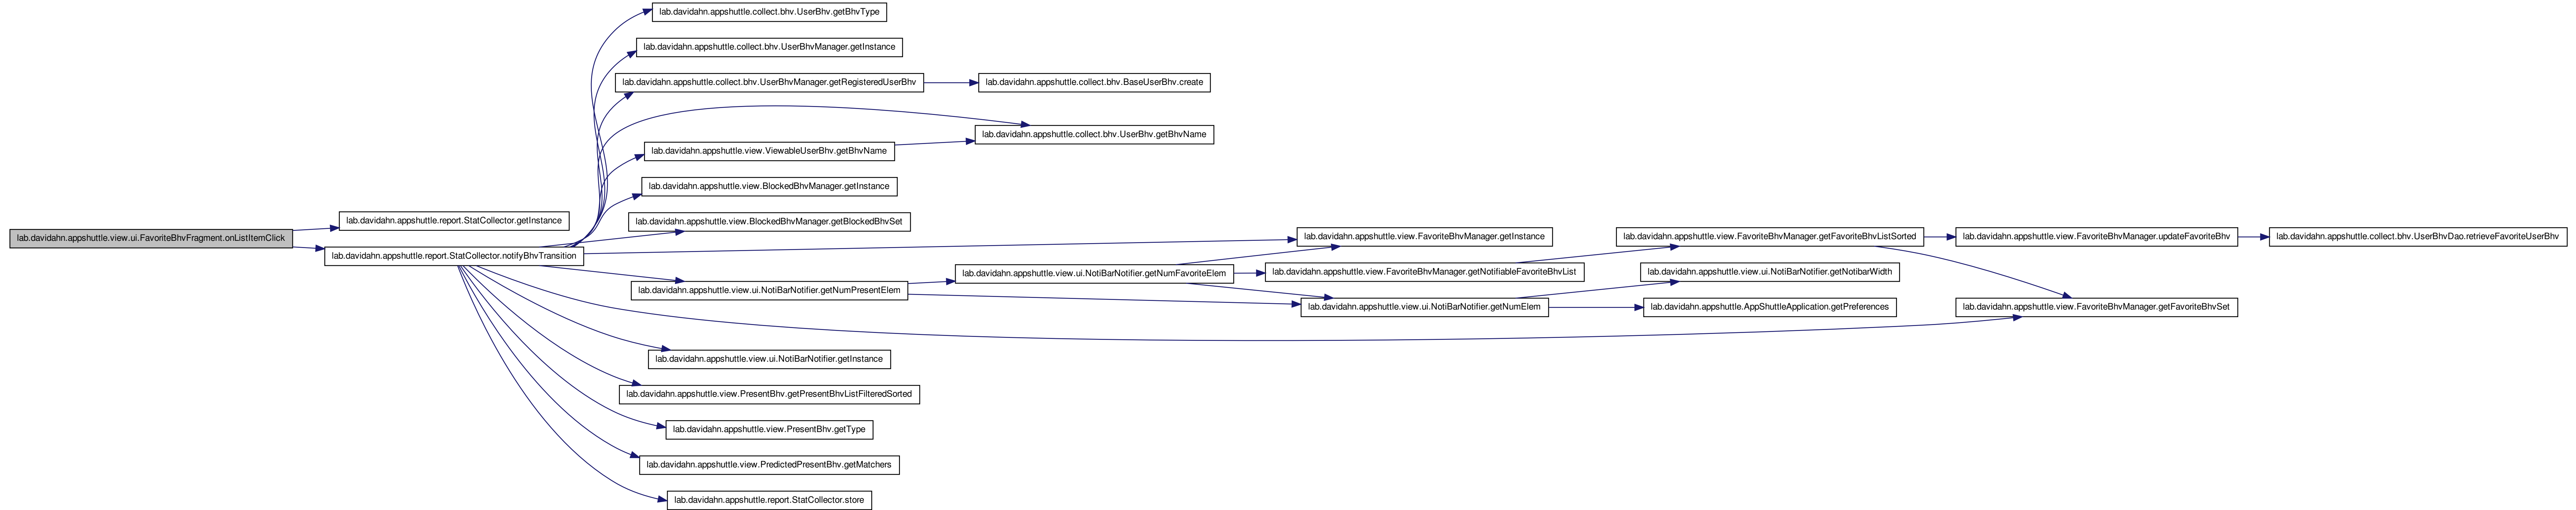 lab.davidahn.appshuttle.collect.bhv.UserBhv.getBhvType
lab.davidahn.appshuttle.collect.bhv.UserBhvManager.getInstance
lab.davidahn.appshuttle.collect.bhv.UserBhvManager.getRegisteredUserBhv
lab.davidahn.appshuttle.collect.bhv.BaseUserBhv.create
lab.davidahn.appshuttle.collect.bhv.UserBhv.getBhvName
lab.davidahn.appshuttle.view.ViewableUserBhv.getBhvName
lab.davidahn.appshuttle.view.BlockedBhvManager.getInstance
lab.davidahn.appshuttle.report.StatCollector.getInstance
lab.davidahn.appshuttle.view.BlockedBhvManager.getBlockedBhvSet
lab.davidahn.appshuttle.view.ui.FavoriteBhvFragment.onListItemClick
lab.davidahn.appshuttle.view.FavoriteBhvManager.getInstance
lab.davidahn.appshuttle.view.FavoriteBhvManager.getFavoriteBhvListSorted
lab.davidahn.appshuttle.view.FavoriteBhvManager.updateFavoriteBhv
lab.davidahn.appshuttle.collect.bhv.UserBhvDao.retrieveFavoriteUserBhv
lab.davidahn.appshuttle.report.StatCollector.notifyBhvTransition
lab.davidahn.appshuttle.view.ui.NotiBarNotifier.getNumFavoriteElem
lab.davidahn.appshuttle.view.FavoriteBhvManager.getNotifiableFavoriteBhvList
lab.davidahn.appshuttle.view.ui.NotiBarNotifier.getNotibarWidth
lab.davidahn.appshuttle.view.ui.NotiBarNotifier.getNumPresentElem
lab.davidahn.appshuttle.view.ui.NotiBarNotifier.getNumElem
lab.davidahn.appshuttle.AppShuttleApplication.getPreferences
lab.davidahn.appshuttle.view.FavoriteBhvManager.getFavoriteBhvSet
lab.davidahn.appshuttle.view.ui.NotiBarNotifier.getInstance
lab.davidahn.appshuttle.view.PresentBhv.getPresentBhvListFilteredSorted
lab.davidahn.appshuttle.view.PresentBhv.getType
lab.davidahn.appshuttle.view.PredictedPresentBhv.getMatchers
lab.davidahn.appshuttle.report.StatCollector.store